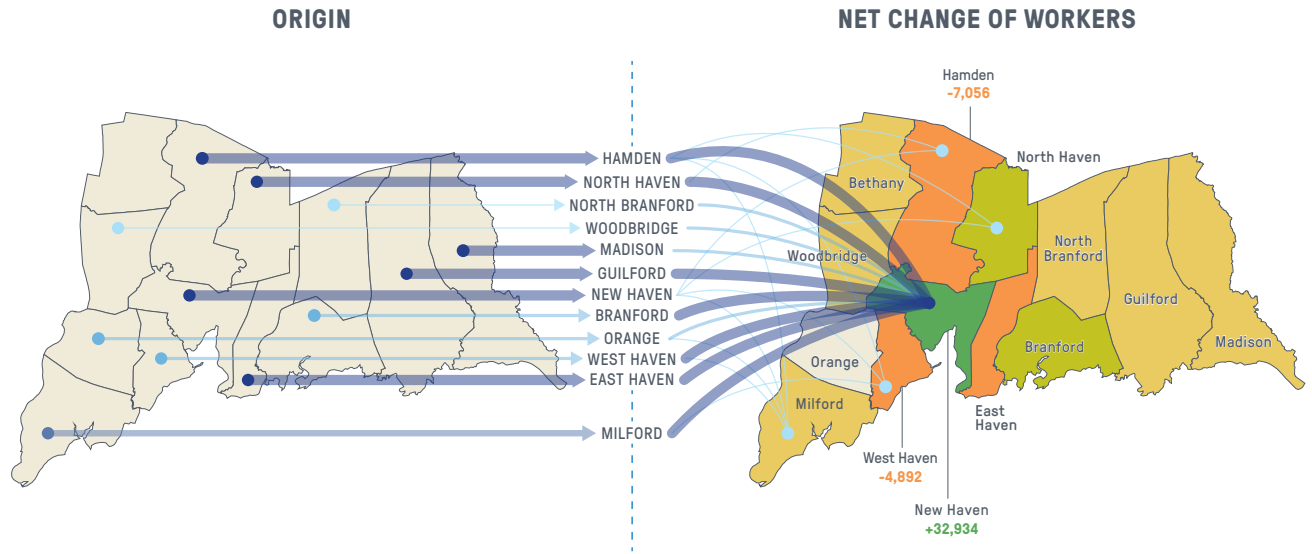 ORIGIN
NET CHANGE OF WORKERS
HAMDEN
NORTH HAVEN
NORTH BRANFORD
WOODBRIDGE
MADISON
GUILFORD
NEW HAVEN
BRANFORD
ORANGE
WEST HAVEN
EAST HAVEN
MILFORD
Hamden
-7,056
North Haven
Bethany
Woodbridge
North
Branford
Guilford
Madison
Branford
Orange
Milford
East
Haven
West Haven
-4,892
New Haven
+32,934